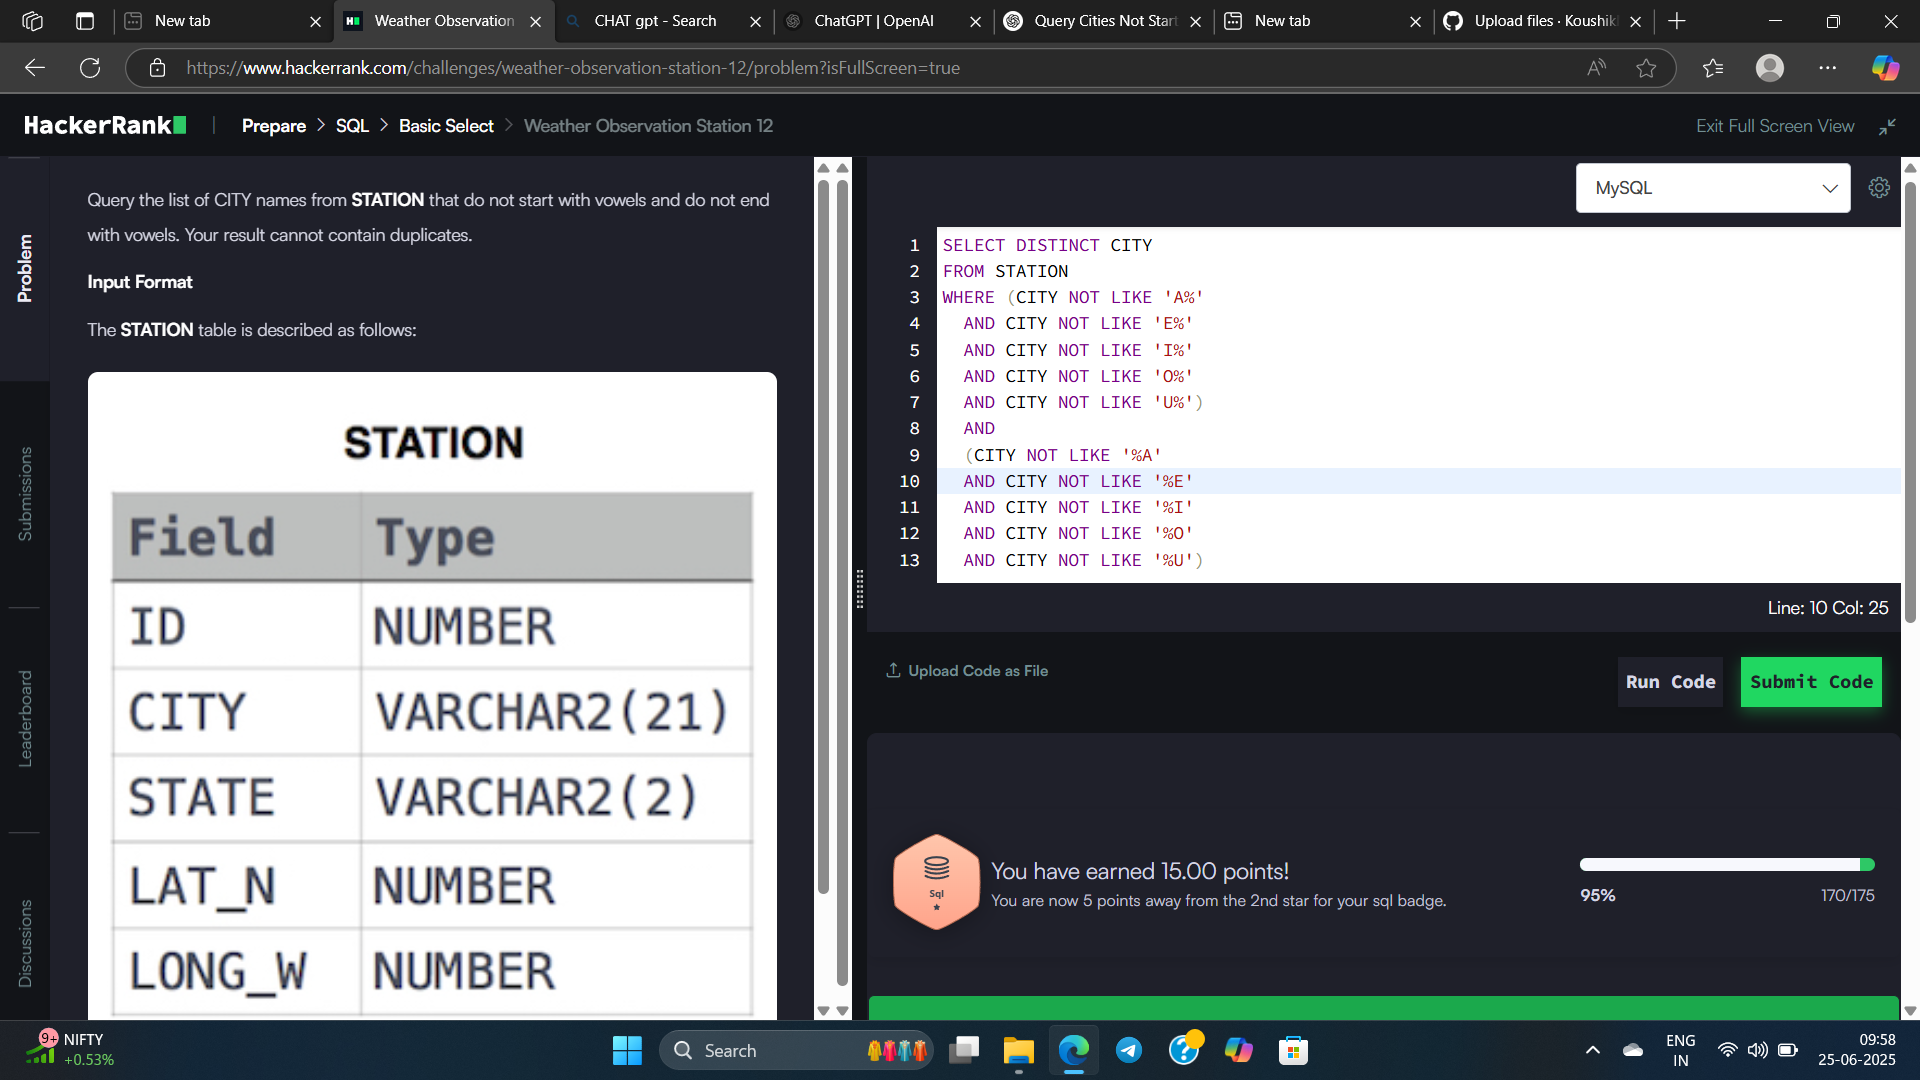 New tab
Weather Observation
CHAT gpt - Search
ChatGPT | OpenAI
Query Cities Not Start
New tab
Upload files · Koushik
https://www.hackerrank.com/challenges/weather-observation-station-12/problem?isFullScreen=true
HackerRank
Prepare > SQL > Basic Select > Weather Observation Station 12
Exit Full Screen View
Problem
Submissions
Leaderboard
Discussions
Query the list of CITY names from STATION that do not start with vowels and do not end
with vowels. Your result cannot contain duplicates.
Input Format
The STATION table is described as follows:
STATION
Field Type
ID NUMBER
CITY VARCHAR2(21)
STATE VARCHAR2(2)
LAT_N NUMBER
LONG_W NUMBER
MySQL
1 SELECT DISTINCT CITY
2 FROM STATION
3 WHERE (CITY NOT LIKE 'A%'
4 AND CITY NOT LIKE 'E%'
5 AND CITY NOT LIKE 'I%'
6 AND CITY NOT LIKE 'O%'
7 AND CITY NOT LIKE 'U%')
8 AND
9 (CITY NOT LIKE '%A'
10 AND CITY NOT LIKE '%E'
11 AND CITY NOT LIKE '%I'
12 AND CITY NOT LIKE '%O'
13 AND CITY NOT LIKE '%U')
Line: 10 Col: 25
Upload Code as File
Run Code
Submit Code
Sql
You have earned 15.00 points!
You are now 5 points away from the 2nd star for your sql badge.
95%
170/175
9+
NIFTY
+0.53%
Search
ENG
IN
09:58
25-06-2025